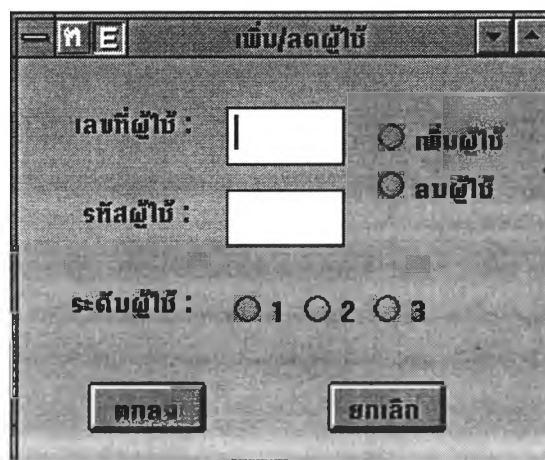 ท E เพิ่ม/ลดผู้ใช้
เลขที่ผู้ใช้ :
เพิ่มผู้ใช้
ลบผู้ใช้
รหัสผู้ใช้ :
ระดับผู้ใช้ : 1 2 3
ตกลง ยกเลิก